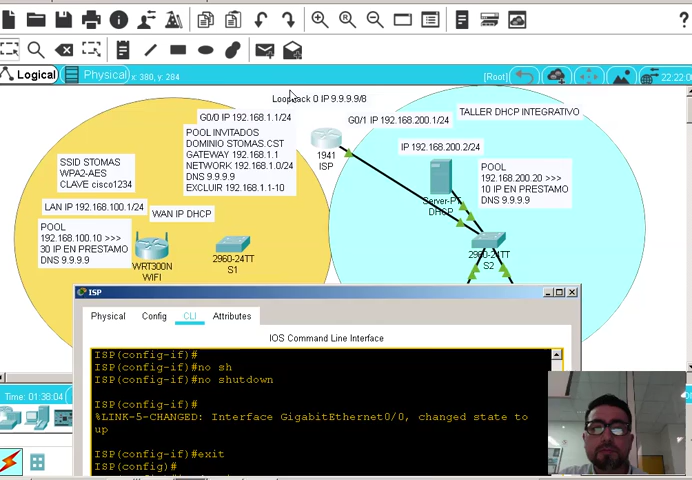 Logical
Physical
x: 380, y: 284
[Root]
22:22:0
Loopback 0 IP 9.9.9.9/8
G0/0 IP 192.168.1.1/24
POOL INVITADOS
DOMINIO STOMAS.CST
GATEWAY 192.168.1.1
NETWORK 192.168.1.0/24
DNS 9.9.9.9
EXCLUIR 192.168.1.1-10
1941
ISP
G0/1 IP 192.168.200.1/24
TALLER DHCP INTEGRATIVO
IP 192.168.200.2/24
Server-PT
DHCP
POOL
192.168.200.20 >>>
10 IP EN PRESTAMO
DNS 9.9.9.9
SSID STOMAS
WPA2-AES
CLAVE cisco1234
LAN IP 192.168.100.1/24
WAN IP DHCP
POOL
192.168.100.10 >>>
30 IP EN PRESTAMO
DNS 9.9.9.9
WRT300N
WIFI
2960-24TT
S1
2960-24TT
S2
ISP
Physical
Config
CLI
Attributes
IOS Command Line Interface
ISP(config-if)#
ISP(config-if)#no sh
ISP(config-if)#no shutdown
ISP(config-if)#
%LINK-5-CHANGED: Interface GigabitEthernet0/0, changed state to
up
ISP(config-if)#exit
ISP(config)#
Time: 01:38:04